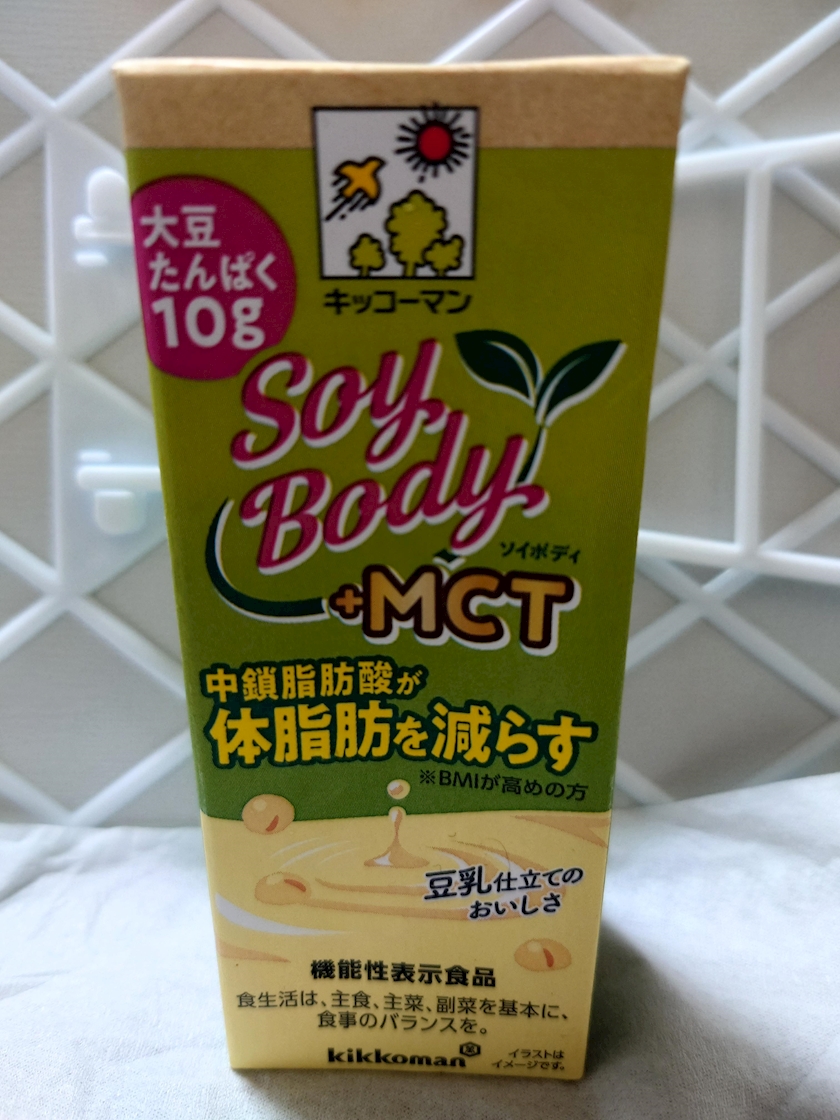 大豆
たんぱく
10g
キッコーマン
Soy
Body
ソイボディ
+MCT
中鎖脂肪酸が
体脂肪を減らす
※BMIが高めの方
豆乳仕立ての
おいしさ
機能性表示食品
食生活は、主食、主菜、副菜を基本に、
食事のバランスを。
kikkoman
イラストは
イメージです。